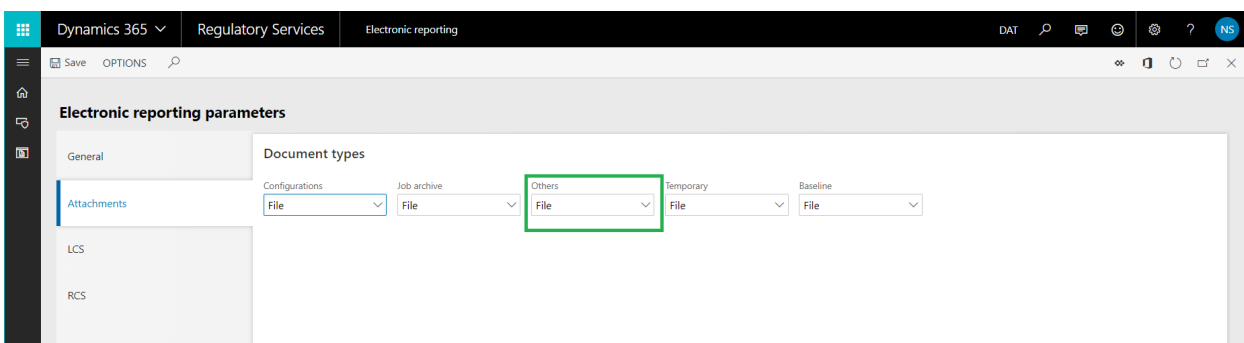 Dynamics 365 Regulatory Services Electronic reporting DAT ? NS
Save OPTIONS
Electronic reporting parameters
General
Attachments
LCS
RCS
Document types
Configurations Job archive Others Temporary Baseline
File File File File File